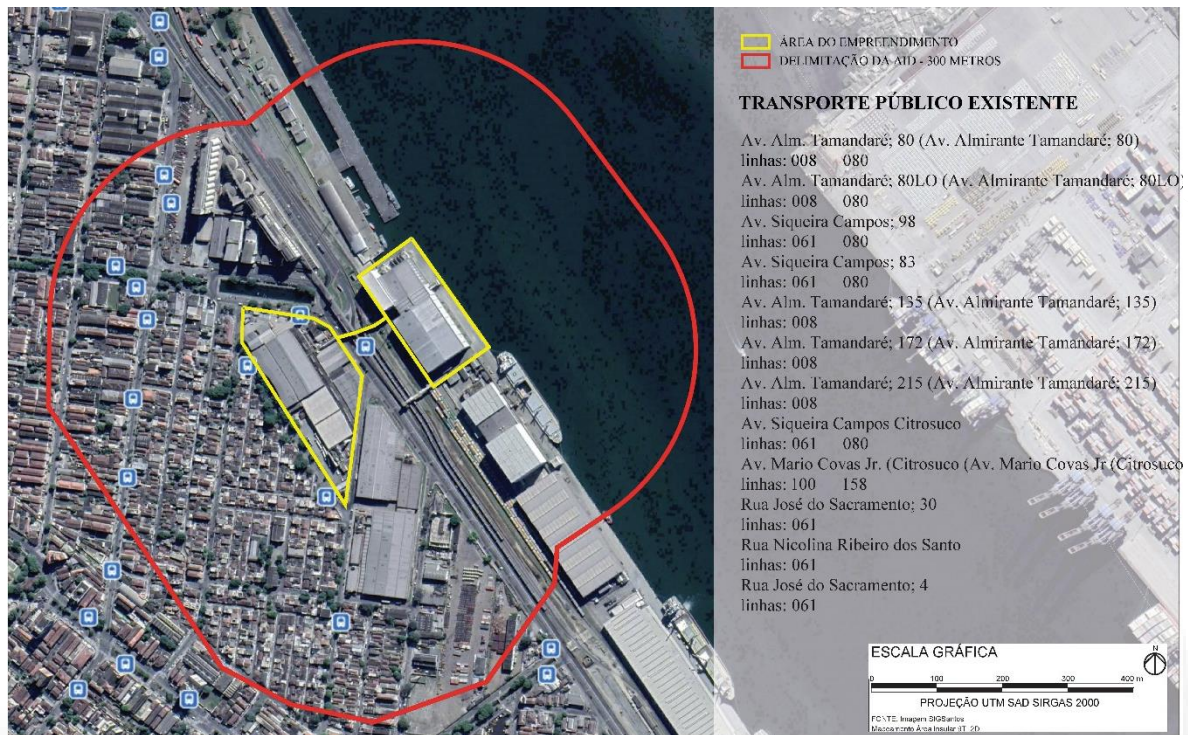 ÁREA DO EMPREENDIMENTO
DELIMITAÇÃO DA AID - 300 METROS
TRANSPORTE PÚBLICO EXISTENTE
Av. Alm. Tamandaré; 80 (Av. Almirante Tamandaré; 80)
linhas: 008 080
Av. Alm. Tamandaré; 80LO (Av. Almirante Tamandaré; 80LO)
linhas: 008 080
Av. Siqueira Campos; 98
linhas: 061 080
Av. Siqueira Campos; 83
linhas: 061 080
Av. Alm. Tamandaré; 135 (Av. Almirante Tamandaré; 135)
linhas: 008
Av. Alm. Tamandaré; 172 (Av. Almirante Tamandaré; 172)
linhas: 008
Av. Alm. Tamandaré; 215 (Av. Almirante Tamandaré; 215)
linhas: 008
Av. Siqueira Campos Citrosuco
linhas: 061 080
Av. Mario Covas Jr. (Citrosuco (Av. Mario Covas Jr (Citrosuco
linhas: 100 158
Rua José do Sacramento; 30
linhas: 061
Rua Nicolina Ribeiro dos Santo
linhas: 061
Rua José do Sacramento; 4
linhas: 061
ESCALA GRÁFICA
N
0 100 200 300 400 m
PROJEÇÃO UTM SAD SIRGAS 2000
FONTE: Imagem SIGSantos
Mapeamento Área Insular